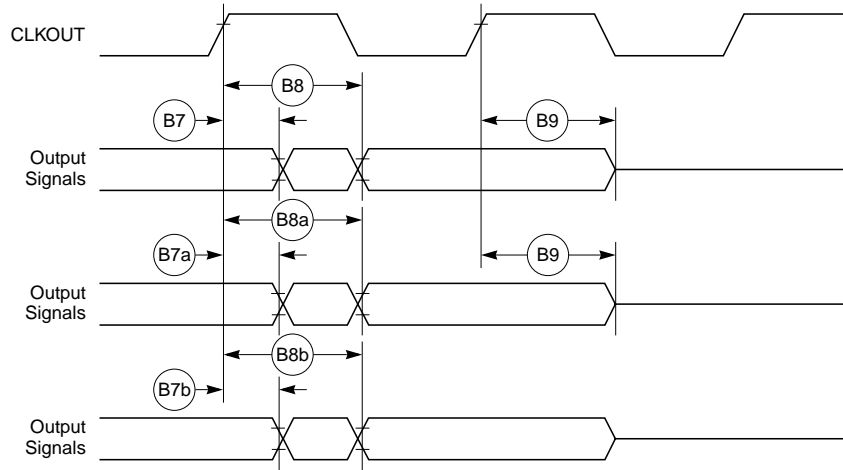 CLKOUT
B8
B7
B9
Output
Signals
B8a
B7a
B9
Output
Signals
B8b
B7b
Output
Signals